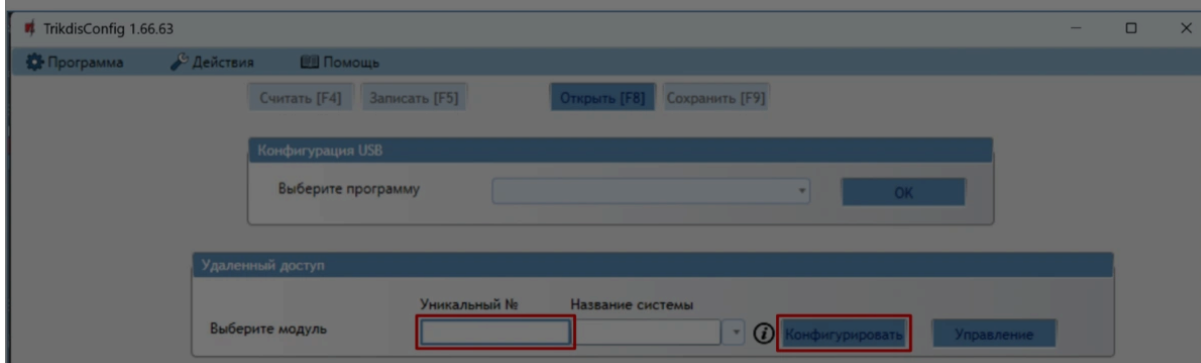 TrikdisConfig 1.66.63
Программа Действия Помощь
Считать [F4] Записать [F5] Открыть [F8] Сохранить [F9]
Конфигурация USB
Выберите программу OK
Удаленный доступ
Уникальный № Название системы
Выберите модуль Конфигурировать Управление